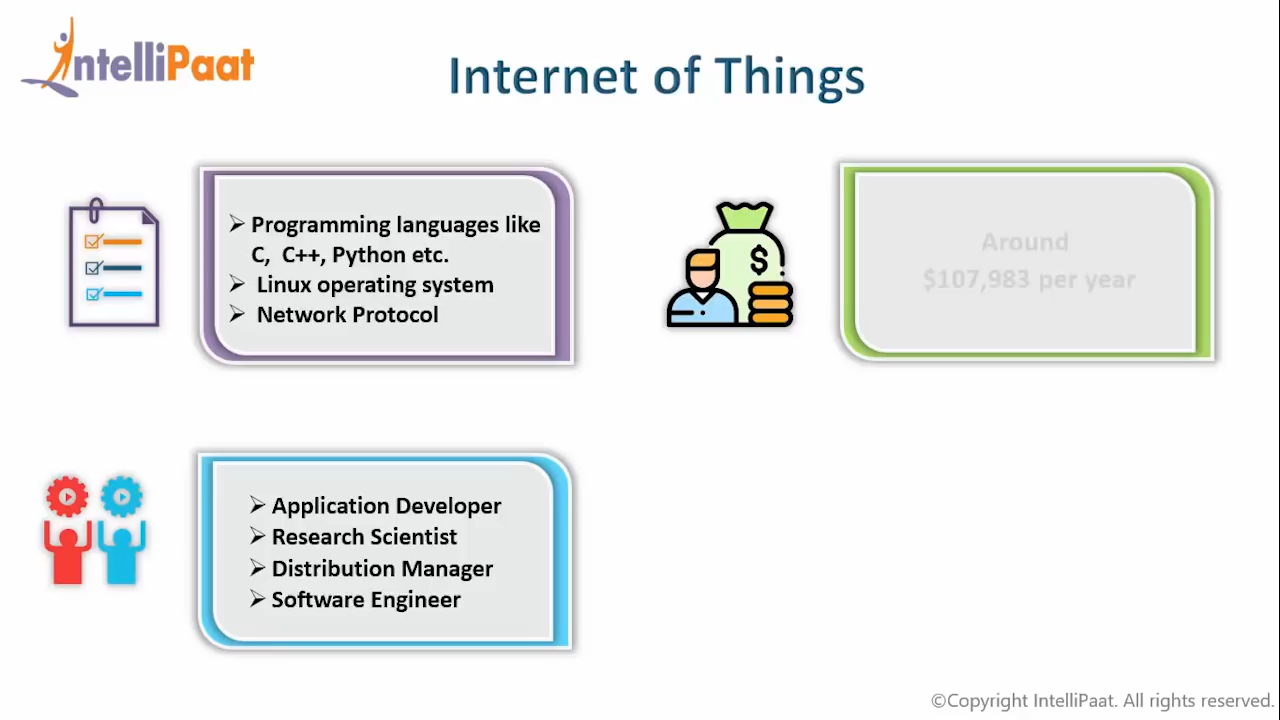 IntelliPaat
Internet of Things
Programming languages like
C, C++, Python etc.
Linux operating system
Network Protocol
$
Around
$107,983 per year
Application Developer
Research Scientist
Distribution Manager
Software Engineer
©Copyright IntelliPaat. All rights reserved.